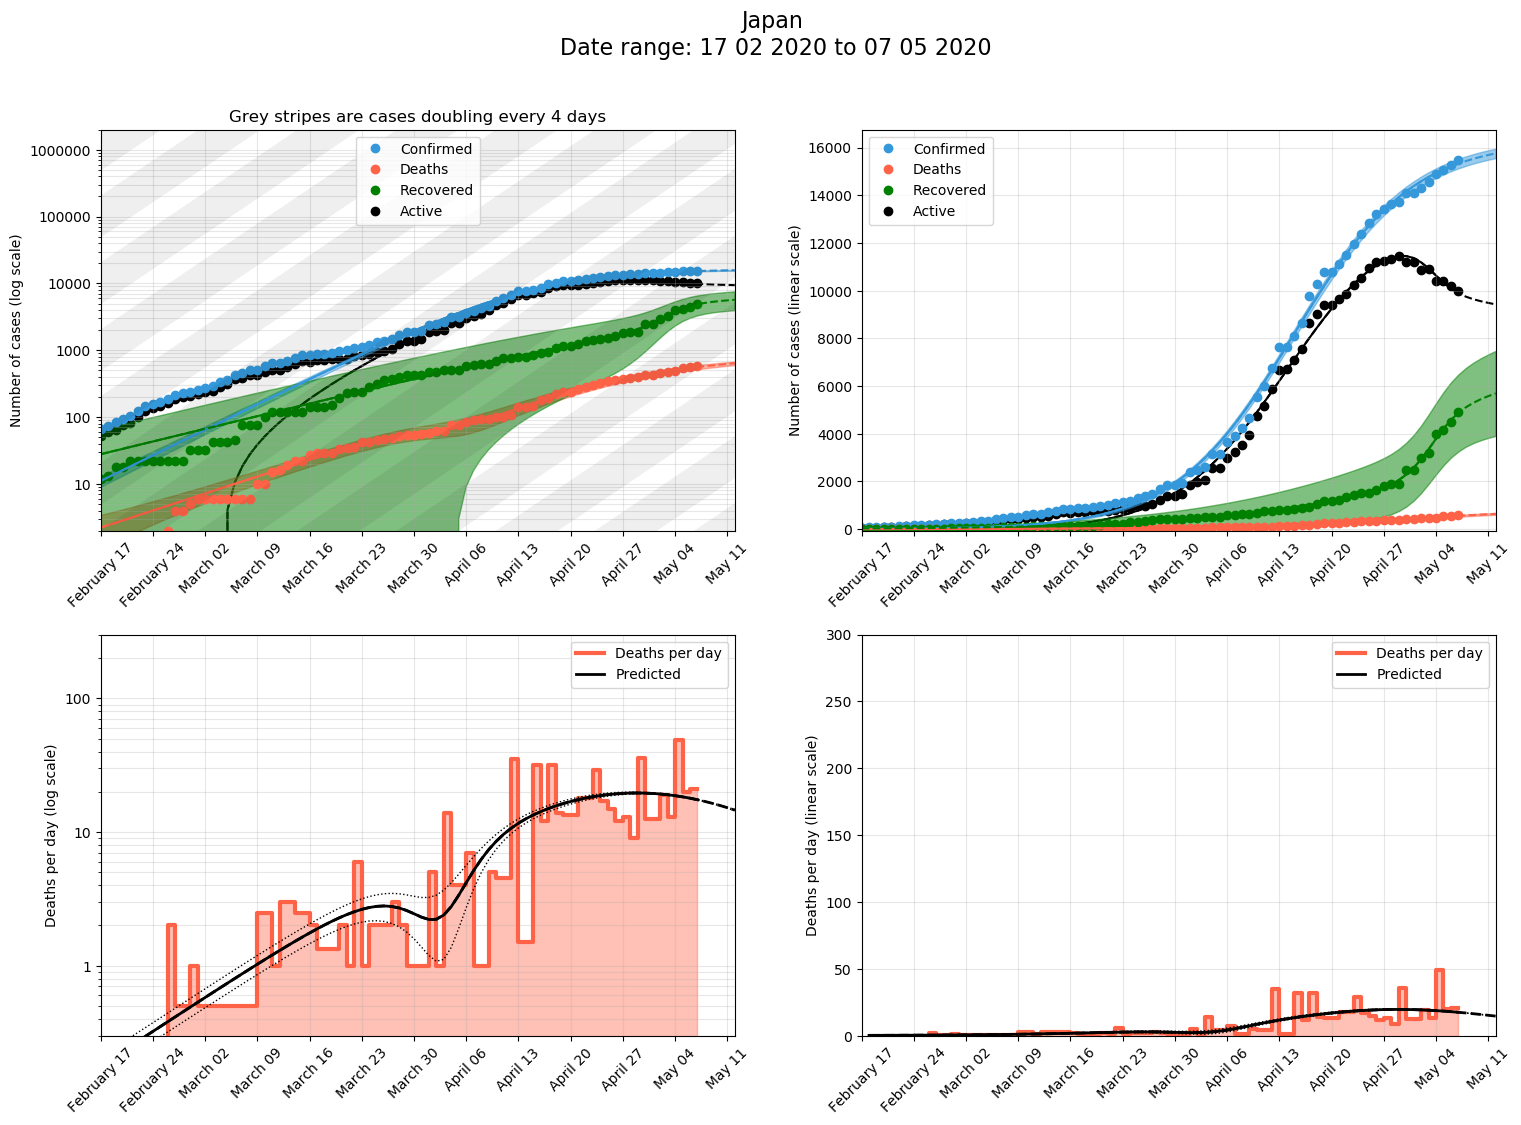 Japan
Date range: 17 02 2020 to 07 05 2020
Grey stripes are cases doubling every 4 days
Number of cases (log scale)
1000000
100000
10000
1000
100
10
Confirmed
Deaths
Recovered
Active
February 17
February 24
March 02
March 09
March 16
March 23
March 30
April 06
April 13
April 20
April 27
May 04
May 11
Number of cases (linear scale)
16000
14000
12000
10000
8000
6000
4000
2000
0
Confirmed
Deaths
Recovered
Active
February 17
February 24
March 02
March 09
March 16
March 23
March 30
April 06
April 13
April 20
April 27
May 04
May 11
Deaths per day (log scale)
100
10
1
Deaths per day
Predicted
February 17
February 24
March 02
March 09
March 16
March 23
March 30
April 06
April 13
April 20
April 27
May 04
May 11
Deaths per day (linear scale)
300
250
200
150
100
50
0
Deaths per day
Predicted
February 17
February 24
March 02
March 09
March 16
March 23
March 30
April 06
April 13
April 20
April 27
May 04
May 11